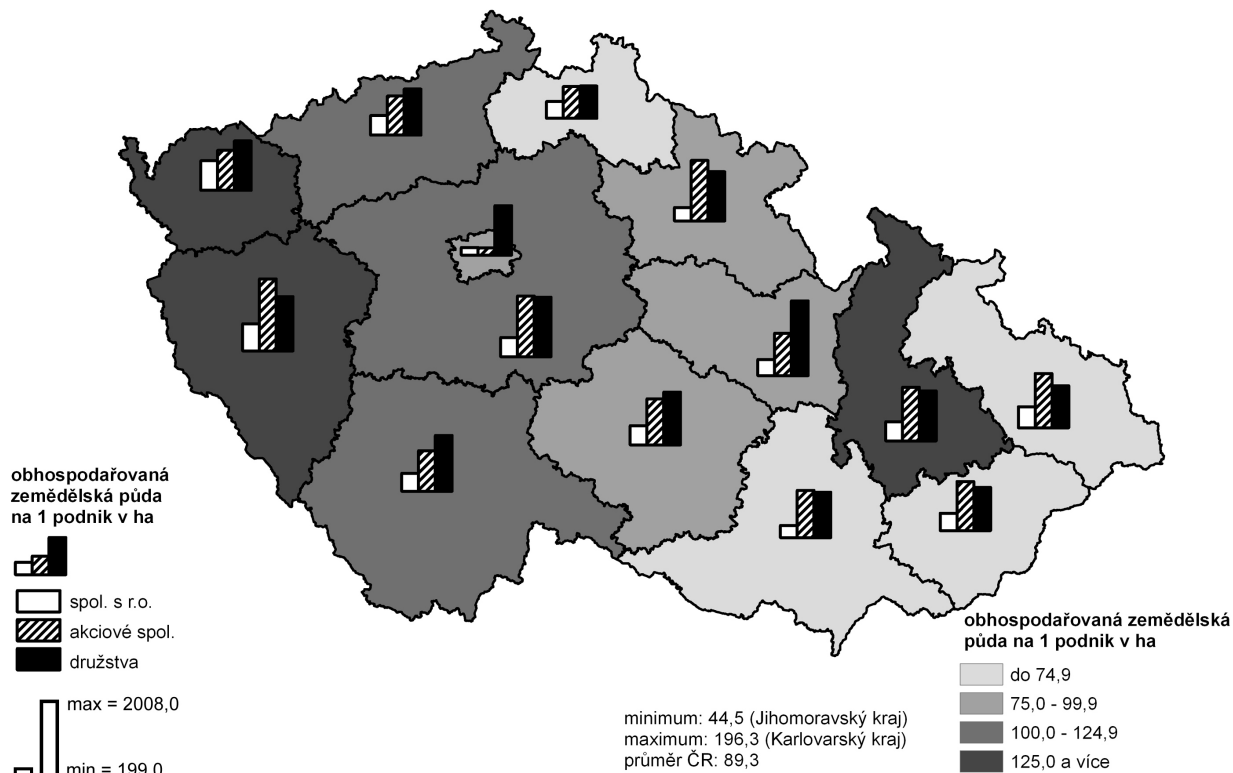 obhospodařovaná
zemědělská půda
na 1 podnik v ha
spol. s r.o.
akciové spol.
družstva
max = 2008,0
min = 199,0
minimum: 44,5 (Jihomoravský kraj)
maximum: 196,3 (Karlovarský kraj)
průměr ČR: 89,3
obhospodařovaná zemědělská
půda na 1 podnik v ha
do 74,9
75,0 - 99,9
100,0 - 124,9
125,0 a více